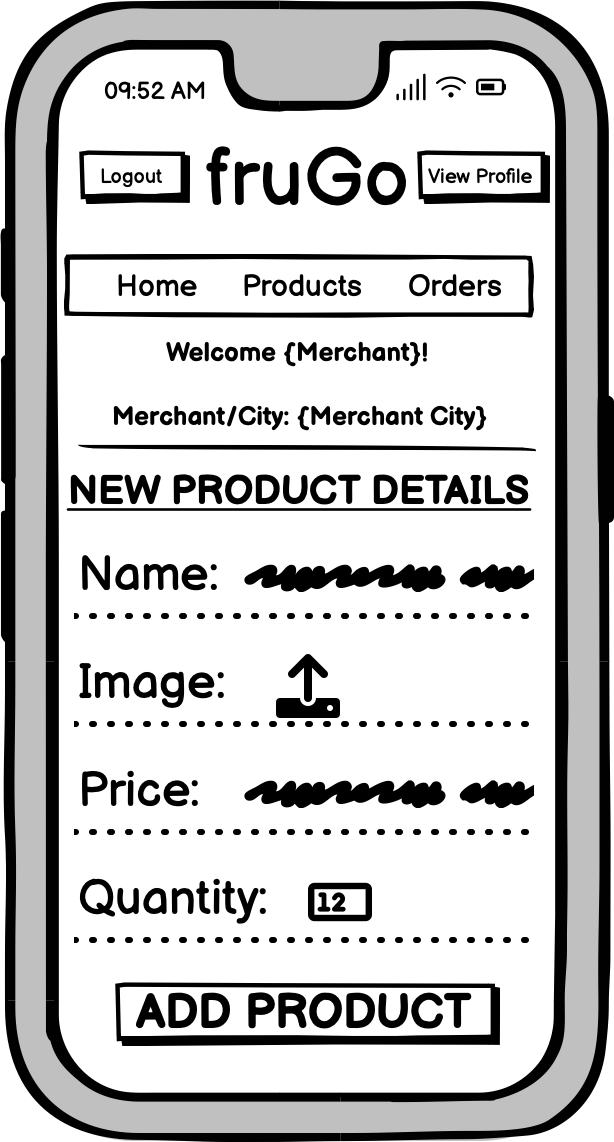 09:52 AM
Logout fruGo View Profile
Home Products Orders
Welcome {Merchant}!
Merchant/City: {Merchant City}
NEW PRODUCT DETAILS
Name:
Image:
Price:
Quantity: 12
ADD PRODUCT